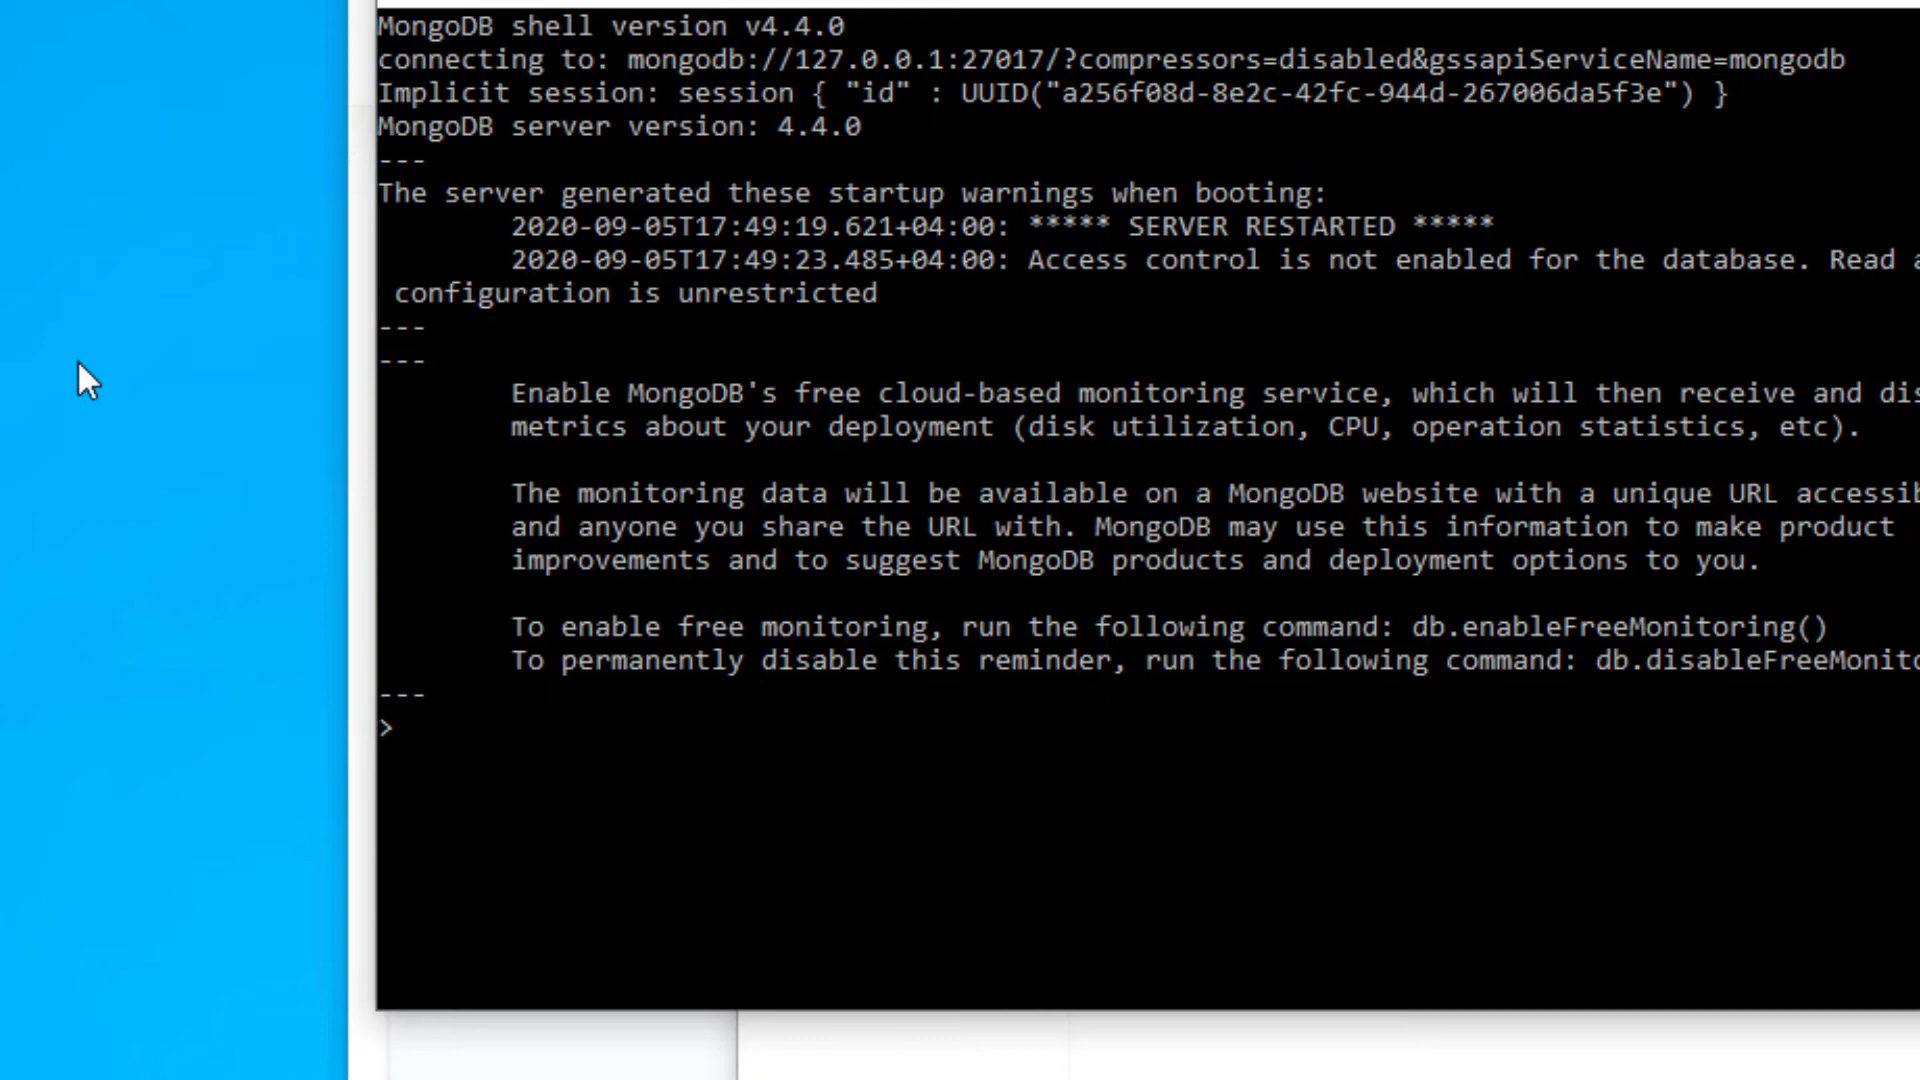 MongoDB shell version v4.4.0
connecting to: mongodb://127.0.0.1:27017/?compressors=disabled&gssapiServiceName=mongodb
Implicit session: session { "id" : UUID("a256f08d-8e2c-42fc-944d-267006da5f3e") }
MongoDB server version: 4.4.0
---
The server generated these startup warnings when booting:
2020-09-05T17:49:19.621+04:00: ***** SERVER RESTARTED *****
2020-09-05T17:49:23.485+04:00: Access control is not enabled for the database. Read
configuration is unrestricted
---
---
Enable MongoDB's free cloud-based monitoring service, which will then receive and
metrics about your deployment (disk utilization, CPU, operation statistics, etc).
The monitoring data will be available on a MongoDB website with a unique URL
and anyone you share the URL with. MongoDB may use this information to make product
improvements and to suggest MongoDB products and deployment options to you.
To enable free monitoring, run the following command: db.enableFreeMonitoring()
To permanently disable this reminder, run the following command:
---
>